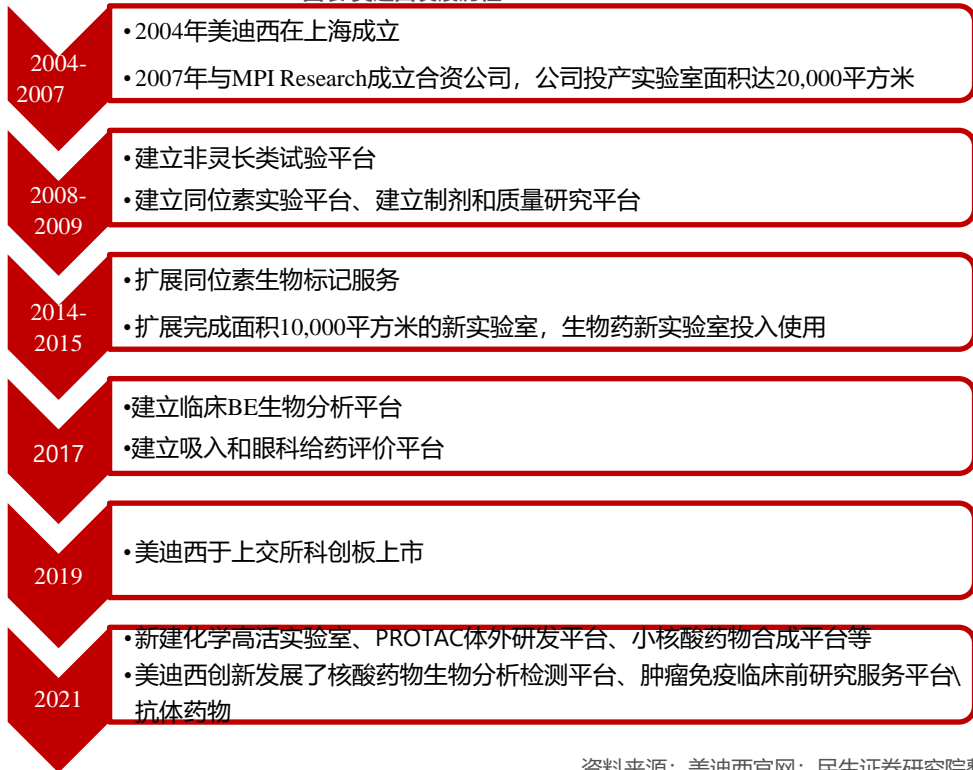 2004-
2007
•2004年美迪西在上海成立
•2007年与MPI Research成立合资公司，公司投产实验室面积达20,000平方米
2008-
2009
•建立非灵长类试验平台
•建立同位素实验平台、建立制剂和质量研究平台
2014-
2015
•扩展同位素生物标记服务
•扩展完成面积10,000平方米的新实验室，生物药新实验室投入使用
2017
•建立临床BE生物分析平台
•建立吸入和眼科给药评价平台
2019
•美迪西于上交所科创板上市
2021
•新建化学高活实验室、PROTAC体外研发平台、小核酸药物合成平台等
•美迪西创新发展了核酸药物生物分析检测平台、肿瘤免疫临床前研究服务平台\
抗体药物
资料来源：美迪西官网；民生证券研究院